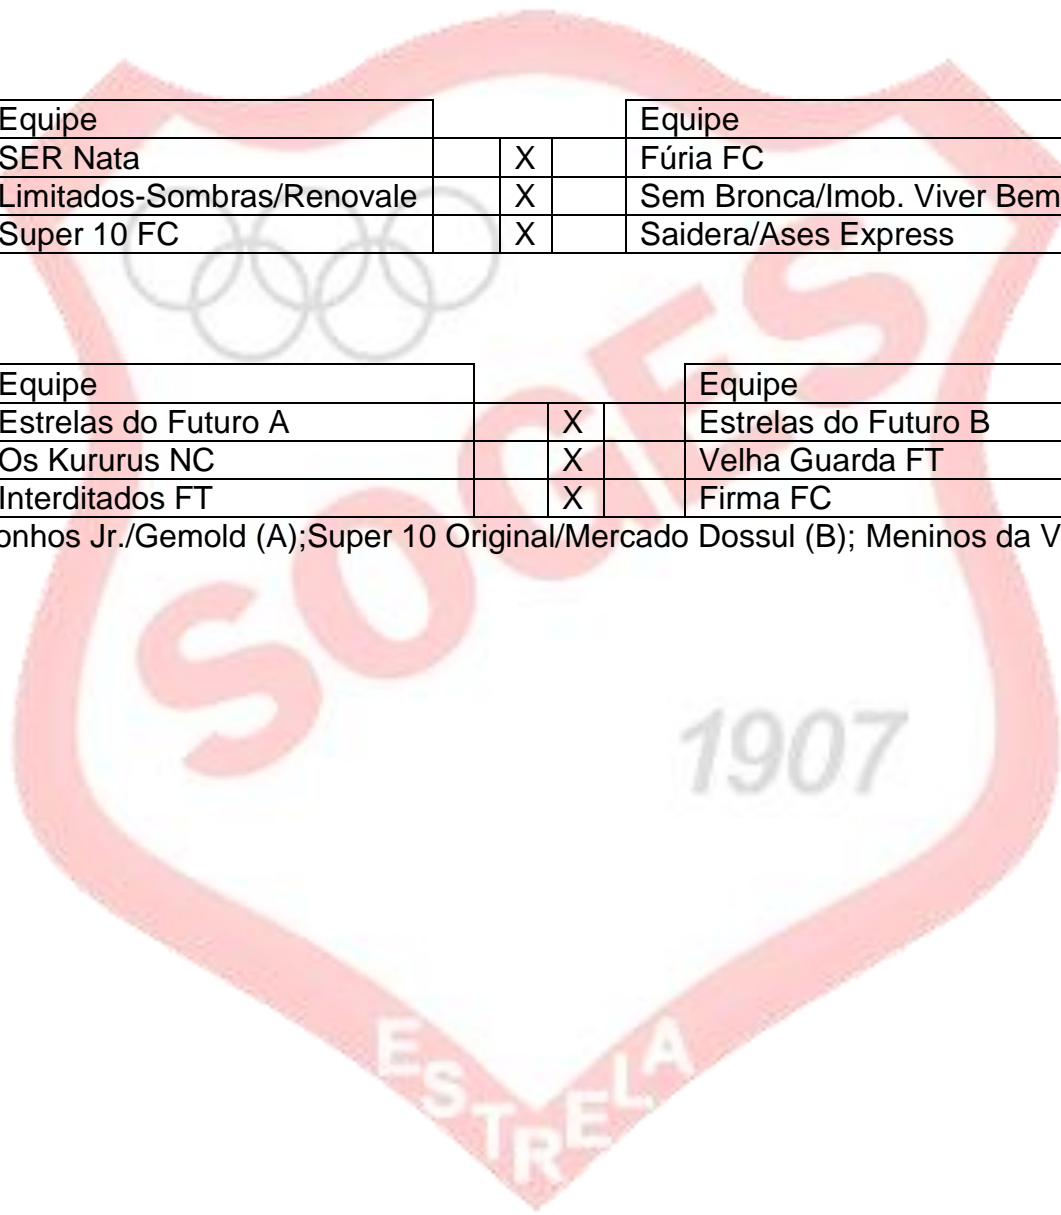 Equipe Equipe
SER Nata X Fúria FC
Limitados-Sombras/Renovale X Sem Bronca/Imob. Viver Bem
Super 10 FC X Saidera/Ases Express
Equipe Equipe
Estrelas do Futuro A X Estrelas do Futuro B
Os Kururus NC X Velha Guarda FT
Interditados FT X Firma FC
onhos Jr./Gemold (A);Super 10 Original/Mercado Dossul (B); Meninos da V
SOGES
1907
ESTRELA